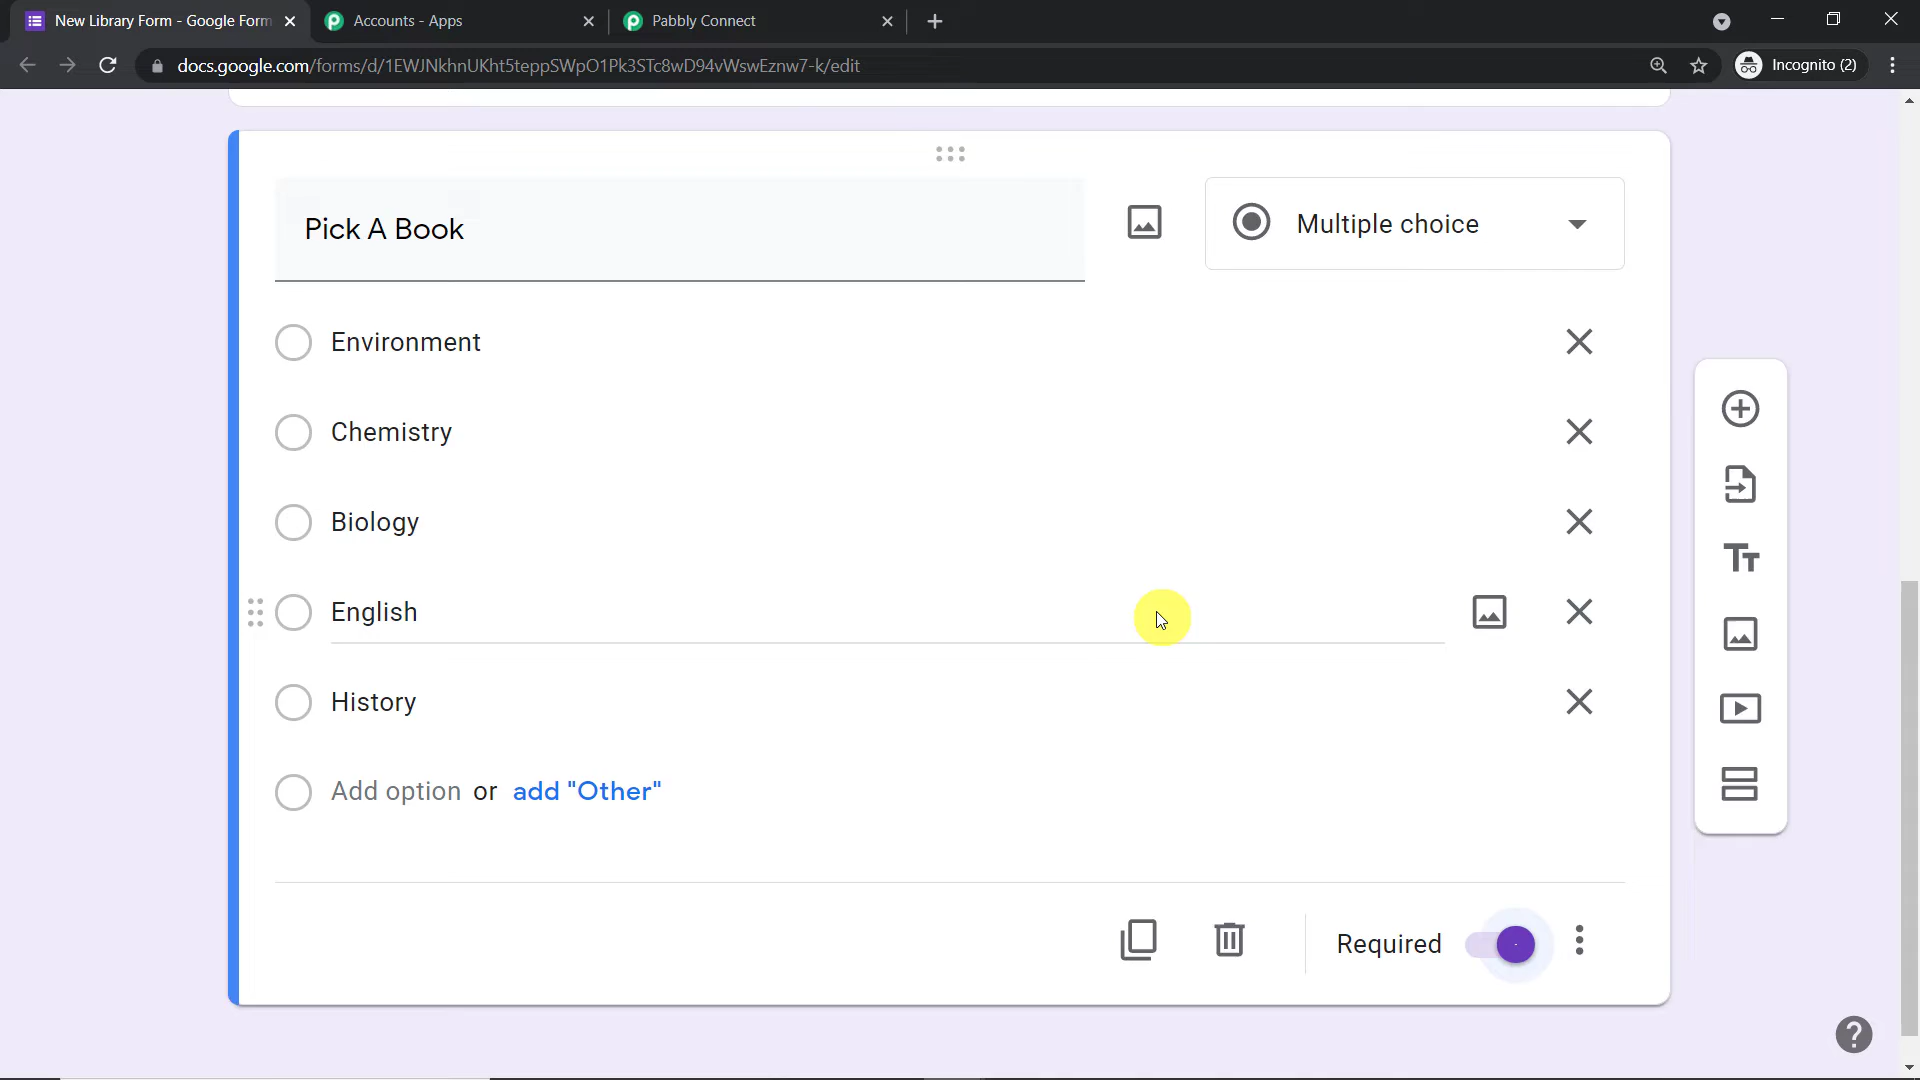 New Library Form - Google Form
Accounts - Apps
Pabbly Connect
docs.google.com/forms/d/1EWJNkhnUKht5teppSWpO1Pk3STc8wD94vWswEznw7-k/edit
Incognito (2)
Pick A Book
Multiple choice
Environment
Chemistry
Biology
English
History
Add option or add "Other"
Required